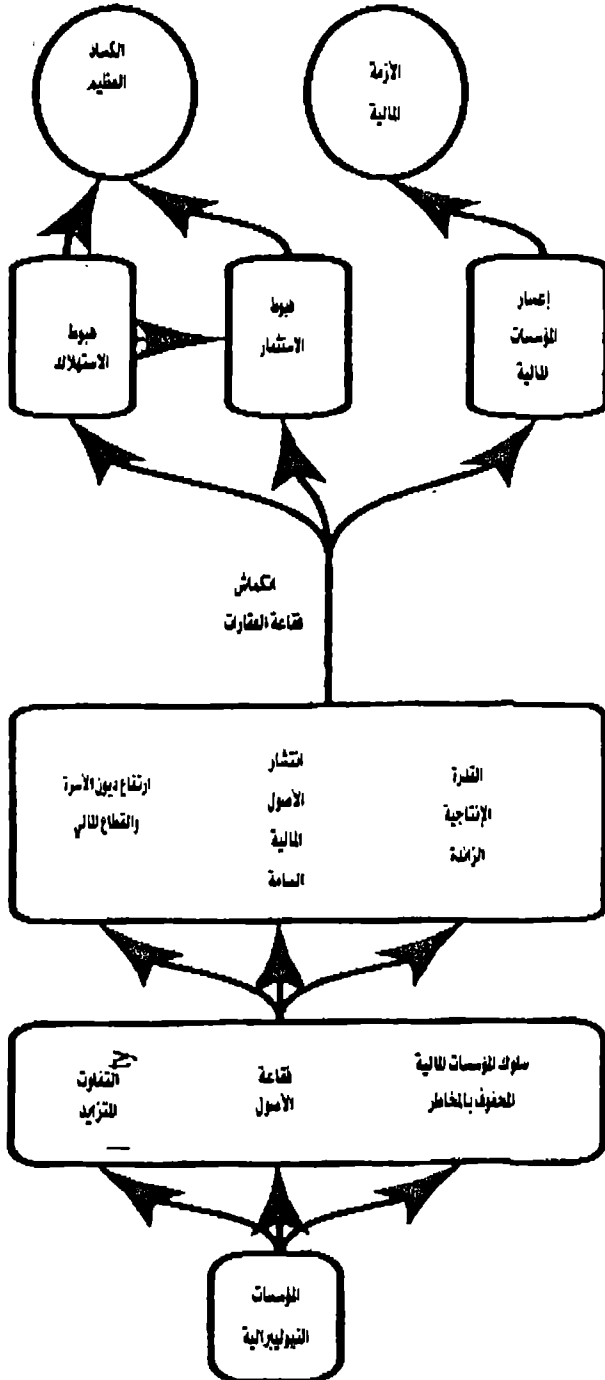 الكساد
العظيم
الأزمة
المالية
هبوط
الاستهلاك
هبوط
الاستثمار
إعسار
المؤسسات
المالية
انكماش
فقاعة العقارات
ارتفاع ديون الأسرة
والقطاع المالي
انتشار
الأصول
المالية
السامة
القدرة
الإنتاجية
الزائدة
التفاوت
المتزايد
ty
فقاعة
الأصول
سلوك المؤسسات المالية
المحفوف بالمخاطر
المؤسسات
النيوليبرالية